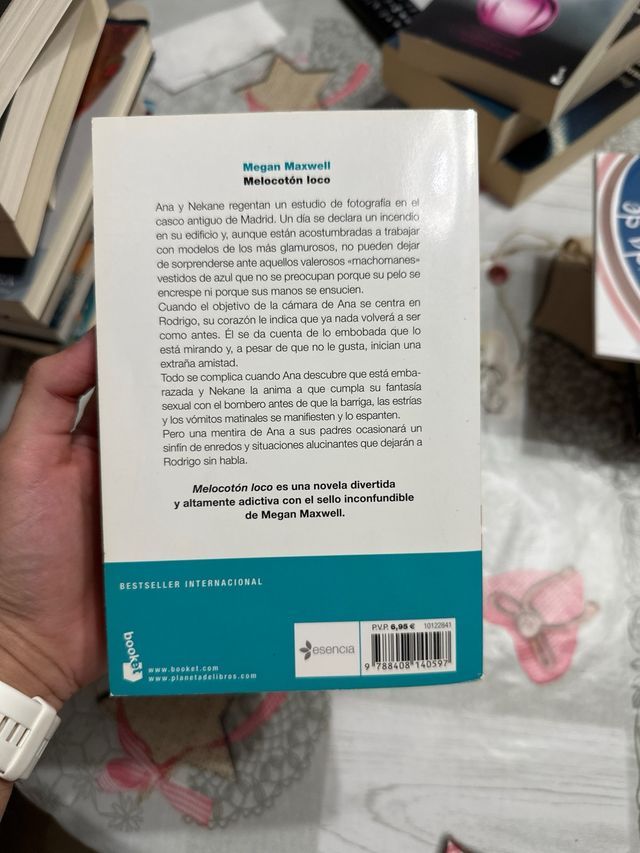 Megan Maxwell
Melocotón loco
Ana y Nekane regentan un estudio de fotografía en el
casco antiguo de Madrid. Un día se declara un incendio
en su edificio y, aunque están acostumbradas a trabajar
con modelos de los más glamurosos, no pueden dejar
de sorprenderse ante aquellos valerosos «machomanes»
vestidos de azul que no se preocupan porque su pelo se
encrespe ni porque sus manos se ensucien.
Cuando el objetivo de la cámara de Ana se centra en
Rodrigo, su corazón le indica que ya nada volverá a ser
como antes. Él se da cuenta de lo embobada que lo
está mirando y, a pesar de que no le gusta, inician una
extraña amistad.
Todo se complica cuando Ana descubre que está emba-
razada y Nekane la anima a que cumpla su fantasía
sexual con el bombero antes de que la barriga, las estrías
y los vómitos matinales se manifiesten y lo espanten.
Pero una mentira de Ana a sus padres ocasionará un
sinfín de enredos y situaciones alucinantes que dejarán a
Rodrigo sin habla.
Melocotón loco es una novela divertida
y altamente adictiva con el sello inconfundible
de Megan Maxwell.
BESTSELLER INTERNACIONAL
booket
www.booket.com
www.planetadelibros.com
esencia
P.V.P. 6,95 € 10122841
9 788408 140597